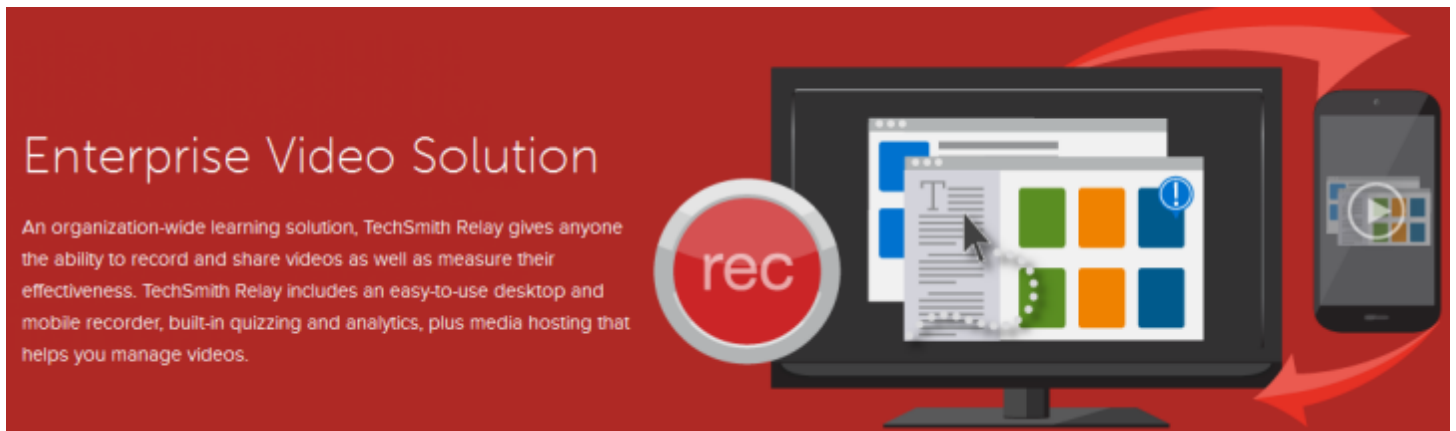 Enterprise Video Solution
An organization-wide learning solution, TechSmith Relay gives anyone
the ability to record and share videos as well as measure their
effectiveness. TechSmith Relay includes an easy-to-use desktop and
mobile recorder, built-in quizzing and analytics, plus media hosting that
helps you manage videos.
rec
T